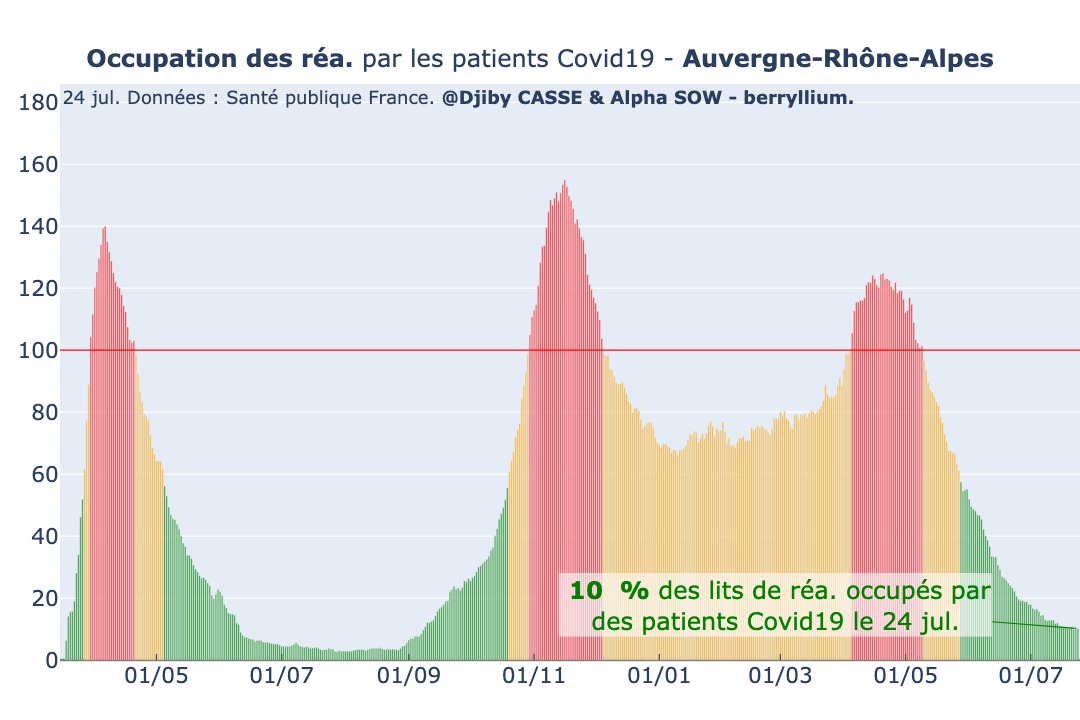 Occupation des réa. par les patients Covid19 - Auvergne-Rhône-Alpes
24 jul. Données : Santé publique France. @Djiby CASSE & Alpha SOW - berryllium.
180
160
140
120
100
80
60
40
20
0
10 % des lits de réa. occupés par
des patients Covid19 le 24 jul.
01/05 01/07 01/09 01/11 01/01 01/03 01/05 01/07